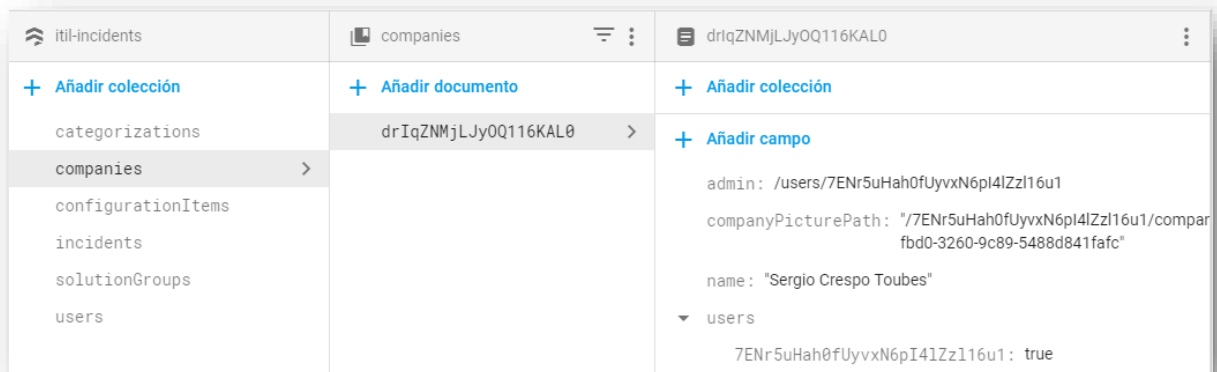 itil-incidents
companies
drIqZNMjLJyOQ116KAL0
Añadir colección
Añadir documento
Añadir colección
categorizations
drIqZNMjLJyOQ116KAL0
Añadir campo
companies
admin: /users/7ENr5uHah0fUyvxN6pI4lZzl16u1
configurationItems
companyPicturePath: "/7ENr5uHah0fUyvxN6pI4lZzl16u1/compar
fbd0-3260-9c89-5488d841fafc"
incidents
solutionGroups
name: "Sergio Crespo Toubes"
users
users
7ENr5uHah0fUyvxN6pI4lZzl16u1: true